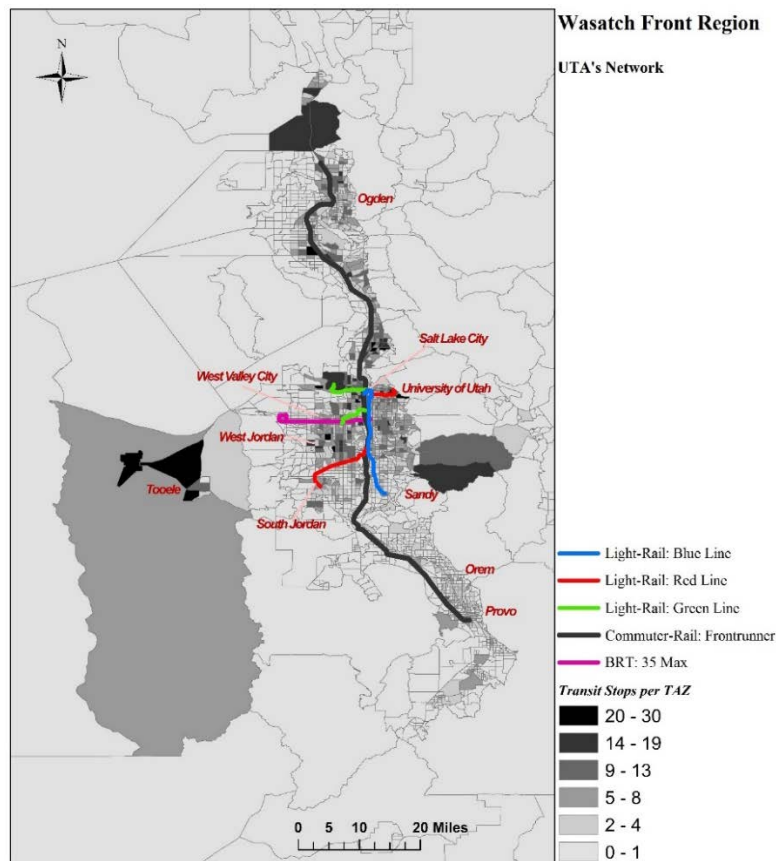 Wasatch Front Region
UTA's Network
N
Ogden
Salt Lake City
West Valley City
University of Utah
West Jordan
Tooele
Sandy
South Jordan
Orem
Provo
0 5 10 20 Miles
Light-Rail: Blue Line
Light-Rail: Red Line
Light-Rail: Green Line
Commuter-Rail: Frontrunner
BRT: 35 Max
Transit Stops per TAZ
20 - 30
14 - 19
9 - 13
5 - 8
2 - 4
0 - 1